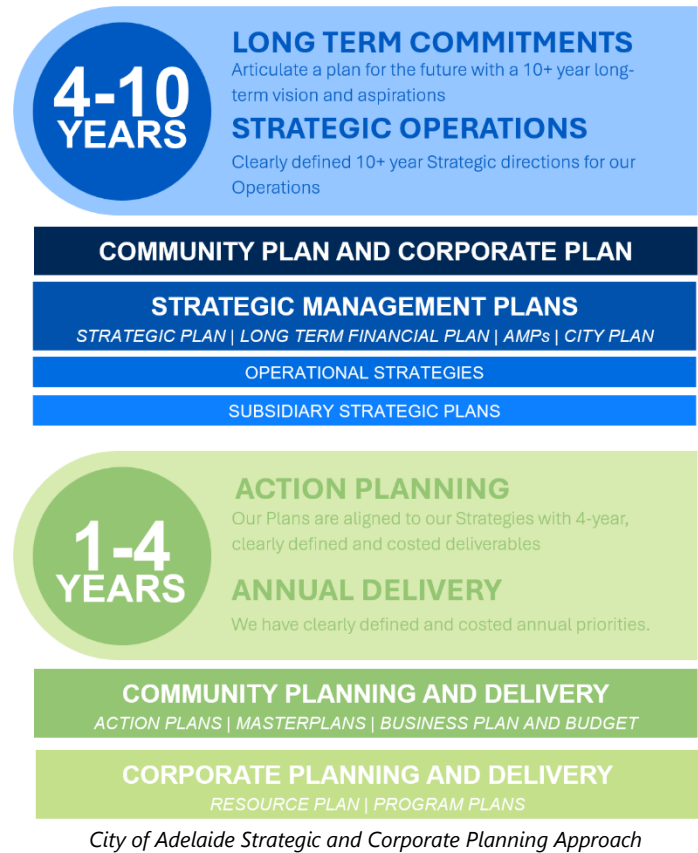 4-10
YEARS
LONG TERM COMMITMENTS
Articulate a plan for the future with a 10+ year long-
term vision and aspirations
STRATEGIC OPERATIONS
Clearly defined 10+ year Strategic directions for our
Operations
COMMUNITY PLAN AND CORPORATE PLAN
STRATEGIC MANAGEMENT PLANS
STRATEGIC PLAN | LONG TERM FINANCIAL PLAN | AMPs | CITY PLAN
OPERATIONAL STRATEGIES
SUBSIDIARY STRATEGIC PLANS
1-4
YEARS
ACTION PLANNING
Our Plans are aligned to our Strategies with 4-year,
clearly defined and costed deliverables
ANNUAL DELIVERY
We have clearly defined and costed annual priorities.
COMMUNITY PLANNING AND DELIVERY
ACTION PLANS | MASTERPLANS | BUSINESS PLAN AND BUDGET
CORPORATE PLANNING AND DELIVERY
RESOURCE PLAN | PROGRAM PLANS
City of Adelaide Strategic and Corporate Planning Approach